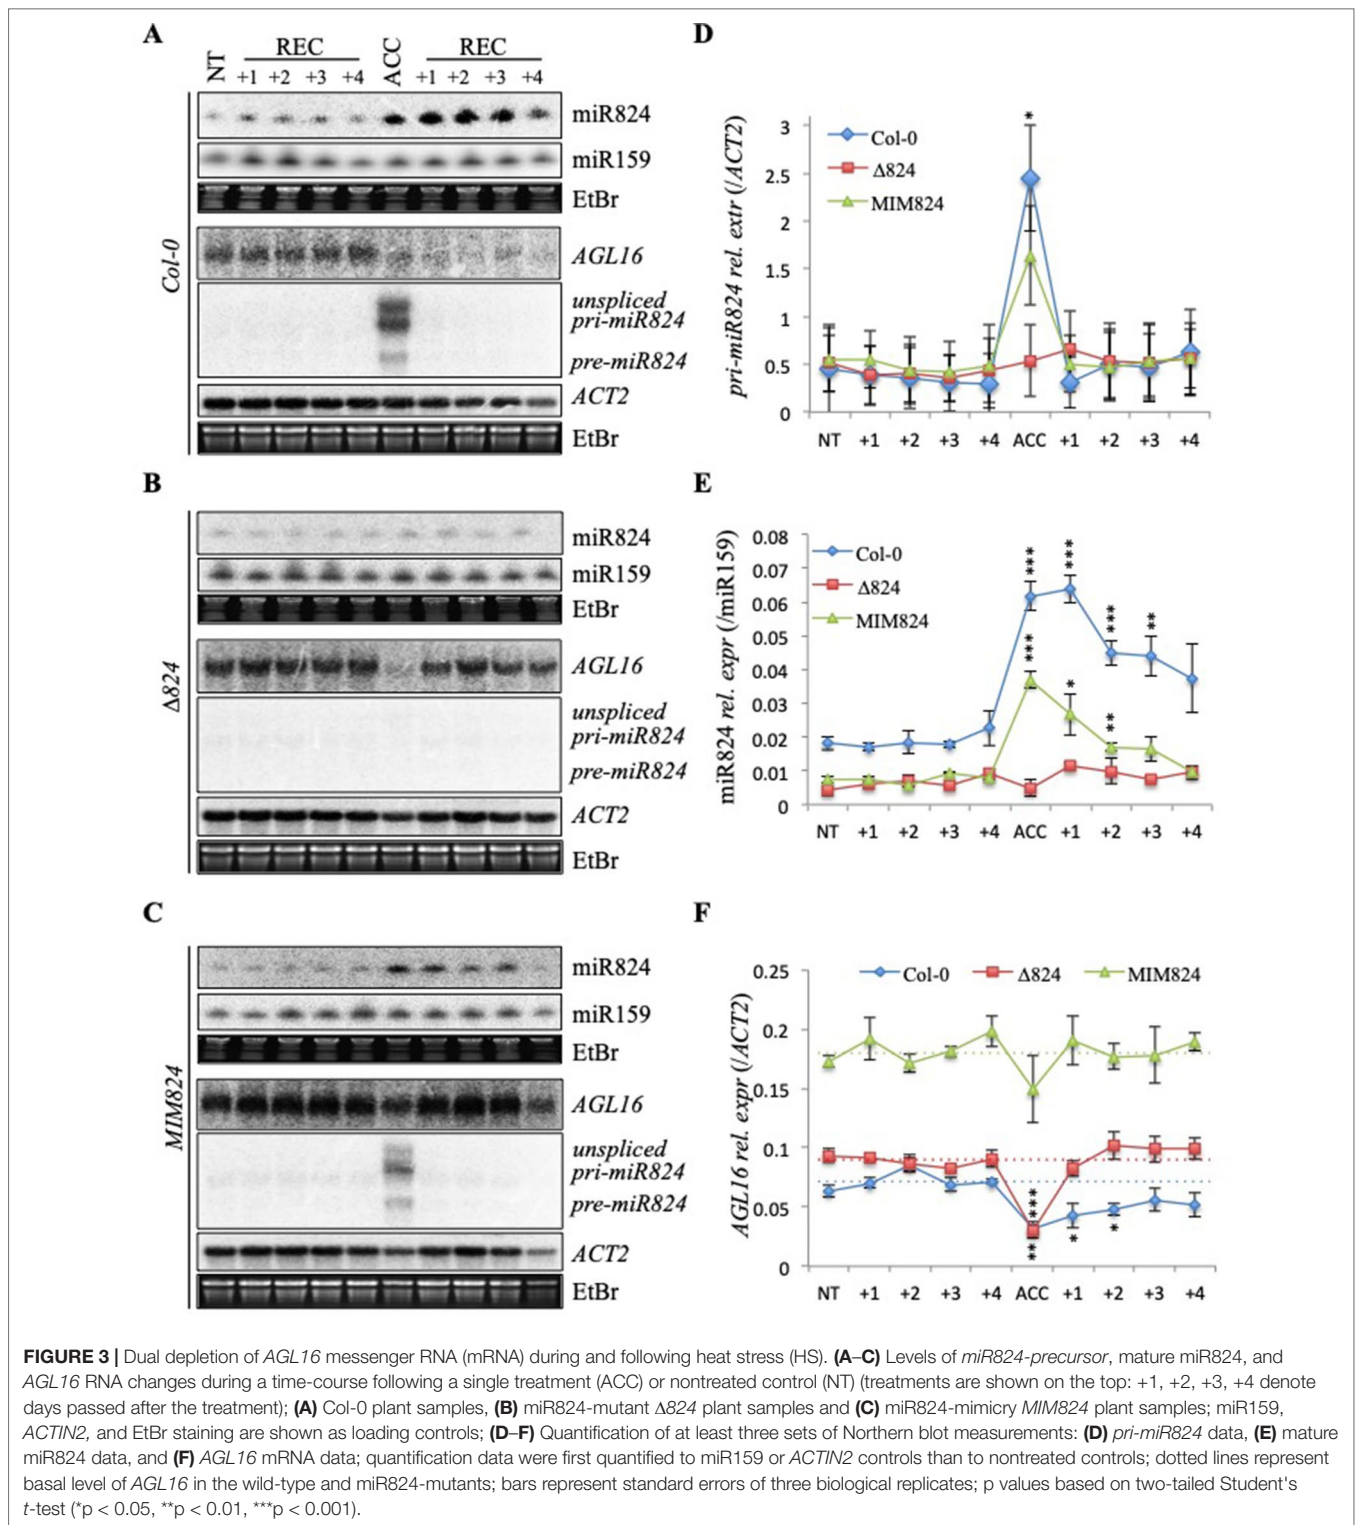 A
NT
REC
ACC
REC
+1 +2 +3 +4 +1 +2 +3 +4
Col-0
miR824
miR159
EtBr
AGL16
unspliced
pri-miR824
pre-miR824
ACT2
EtBr
B
Δ824
miR824
miR159
EtBr
AGL16
unspliced
pri-miR824
pre-miR824
ACT2
EtBr
C
MIM824
miR824
miR159
EtBr
AGL16
unspliced
pri-miR824
pre-miR824
ACT2
EtBr
D
pri-miR824 rel. extr (/ACT2)
3
2.5
2
1.5
1
0.5
0
Col-0
Δ824
MIM824
*
NT +1 +2 +3 +4 ACC +1 +2 +3 +4
E
miR824 rel. expr (/miR159)
0.08
0.07
0.06
0.05
0.04
0.03
0.02
0.01
0
Col-0
Δ824
MIM824
*** *** *** **
*** * **
NT +1 +2 +3 +4 ACC +1 +2 +3 +4
F
AGL16 rel. expr (/ACT2)
0.25
0.2
0.15
0.1
0.05
0
Col-0 Δ824 MIM824
***
** * *
NT +1 +2 +3 +4 ACC +1 +2 +3 +4
FIGURE 3 | Dual depletion of AGL16 messenger RNA (mRNA) during and following heat stress (HS). (A–C) Levels of miR824-precursor, mature miR824, and
AGL16 RNA changes during a time-course following a single treatment (ACC) or nontreated control (NT) (treatments are shown on the top: +1, +2, +3, +4 denote
days passed after the treatment); (A) Col-0 plant samples, (B) miR824-mutant Δ824 plant samples and (C) miR824-mimicry MIM824 plant samples; miR159,
ACTIN2, and EtBr staining are shown as loading controls; (D–F) Quantification of at least three sets of Northern blot measurements: (D) pri-miR824 data, (E) mature
miR824 data, and (F) AGL16 mRNA data; quantification data were first quantified to miR159 or ACTIN2 controls than to nontreated controls; dotted lines represent
basal level of AGL16 in the wild-type and miR824-mutants; bars represent standard errors of three biological replicates; p values based on two-tailed Student's
t-test (*p < 0.05, **p < 0.01, ***p < 0.001).